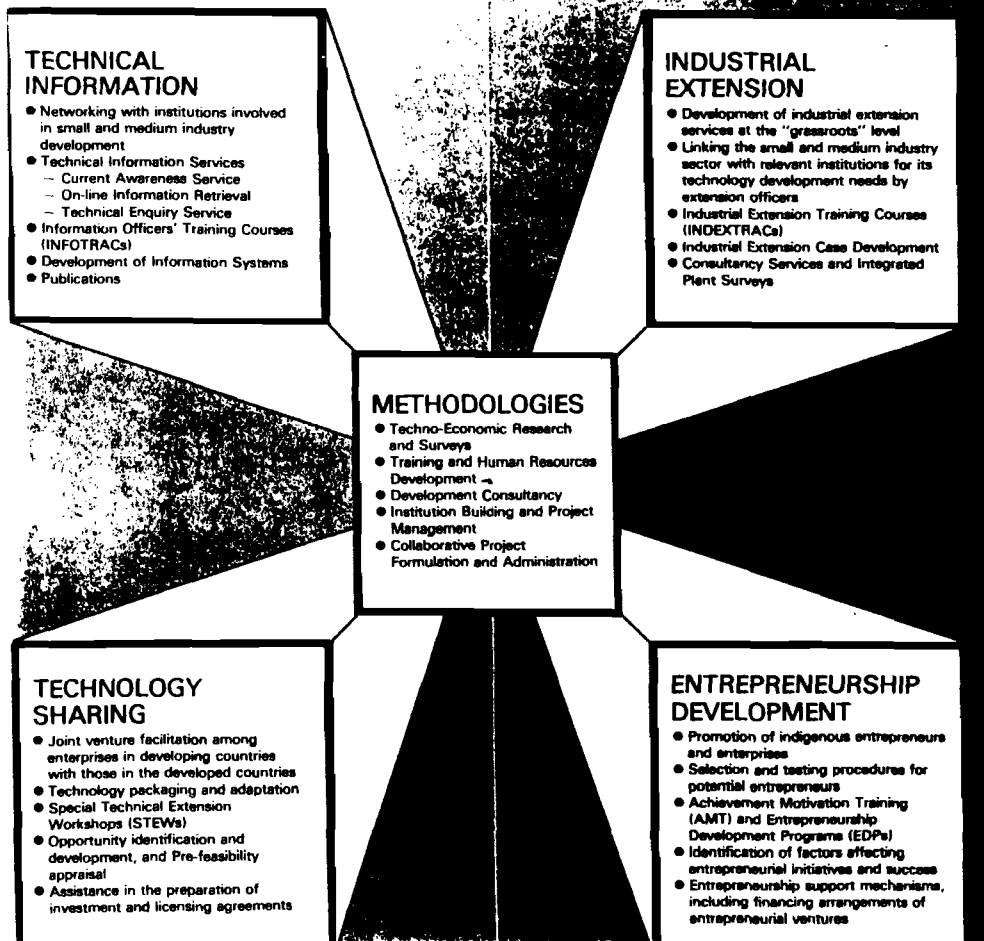 TECHNICAL
INFORMATION
● Networking with institutions involved
in small and medium industry
development
● Technical Information Services
— Current Awareness Service
— On-line Information Retrieval
— Technical Enquiry Service
● Information Officers' Training Courses
(INFOTRACs)
● Development of Information Systems
● Publications
INDUSTRIAL
EXTENSION
● Development of industrial extension
services at the "grassroots" level
● Linking the small and medium industry
sector with relevant institutions for its
technology development needs by
extension officers
● Industrial Extension Training Courses
(INDEXTRACs)
● Industrial Extension Case Development
● Consultancy Services and Integrated
Plant Surveys
METHODOLOGIES
● Techno-Economic Research
and Surveys
● Training and Human Resources
Development
● Development Consultancy
● Institution Building and Project
Management
● Collaborative Project
Formulation and Administration
TECHNOLOGY
SHARING
● Joint venture facilitation among
enterprises in developing countries
with those in the developed countries
● Technology packaging and adaptation
● Special Technical Extension
Workshops (STEWs)
● Opportunity identification and
development, and Pre-feasibility
appraisal
● Assistance in the preparation of
investment and licensing agreements
ENTREPRENEURSHIP
DEVELOPMENT
● Promotion of indigenous entrepreneurs
and enterprises
● Selection and testing procedures for
potential entrepreneurs
● Achievement Motivation Training
(AMT) and Entrepreneurship
Development Programs (EDPs)
● Identification of factors affecting
entrepreneurial initiatives and success
● Entrepreneurship support mechanisms,
including financing arrangements of
entrepreneurial ventures